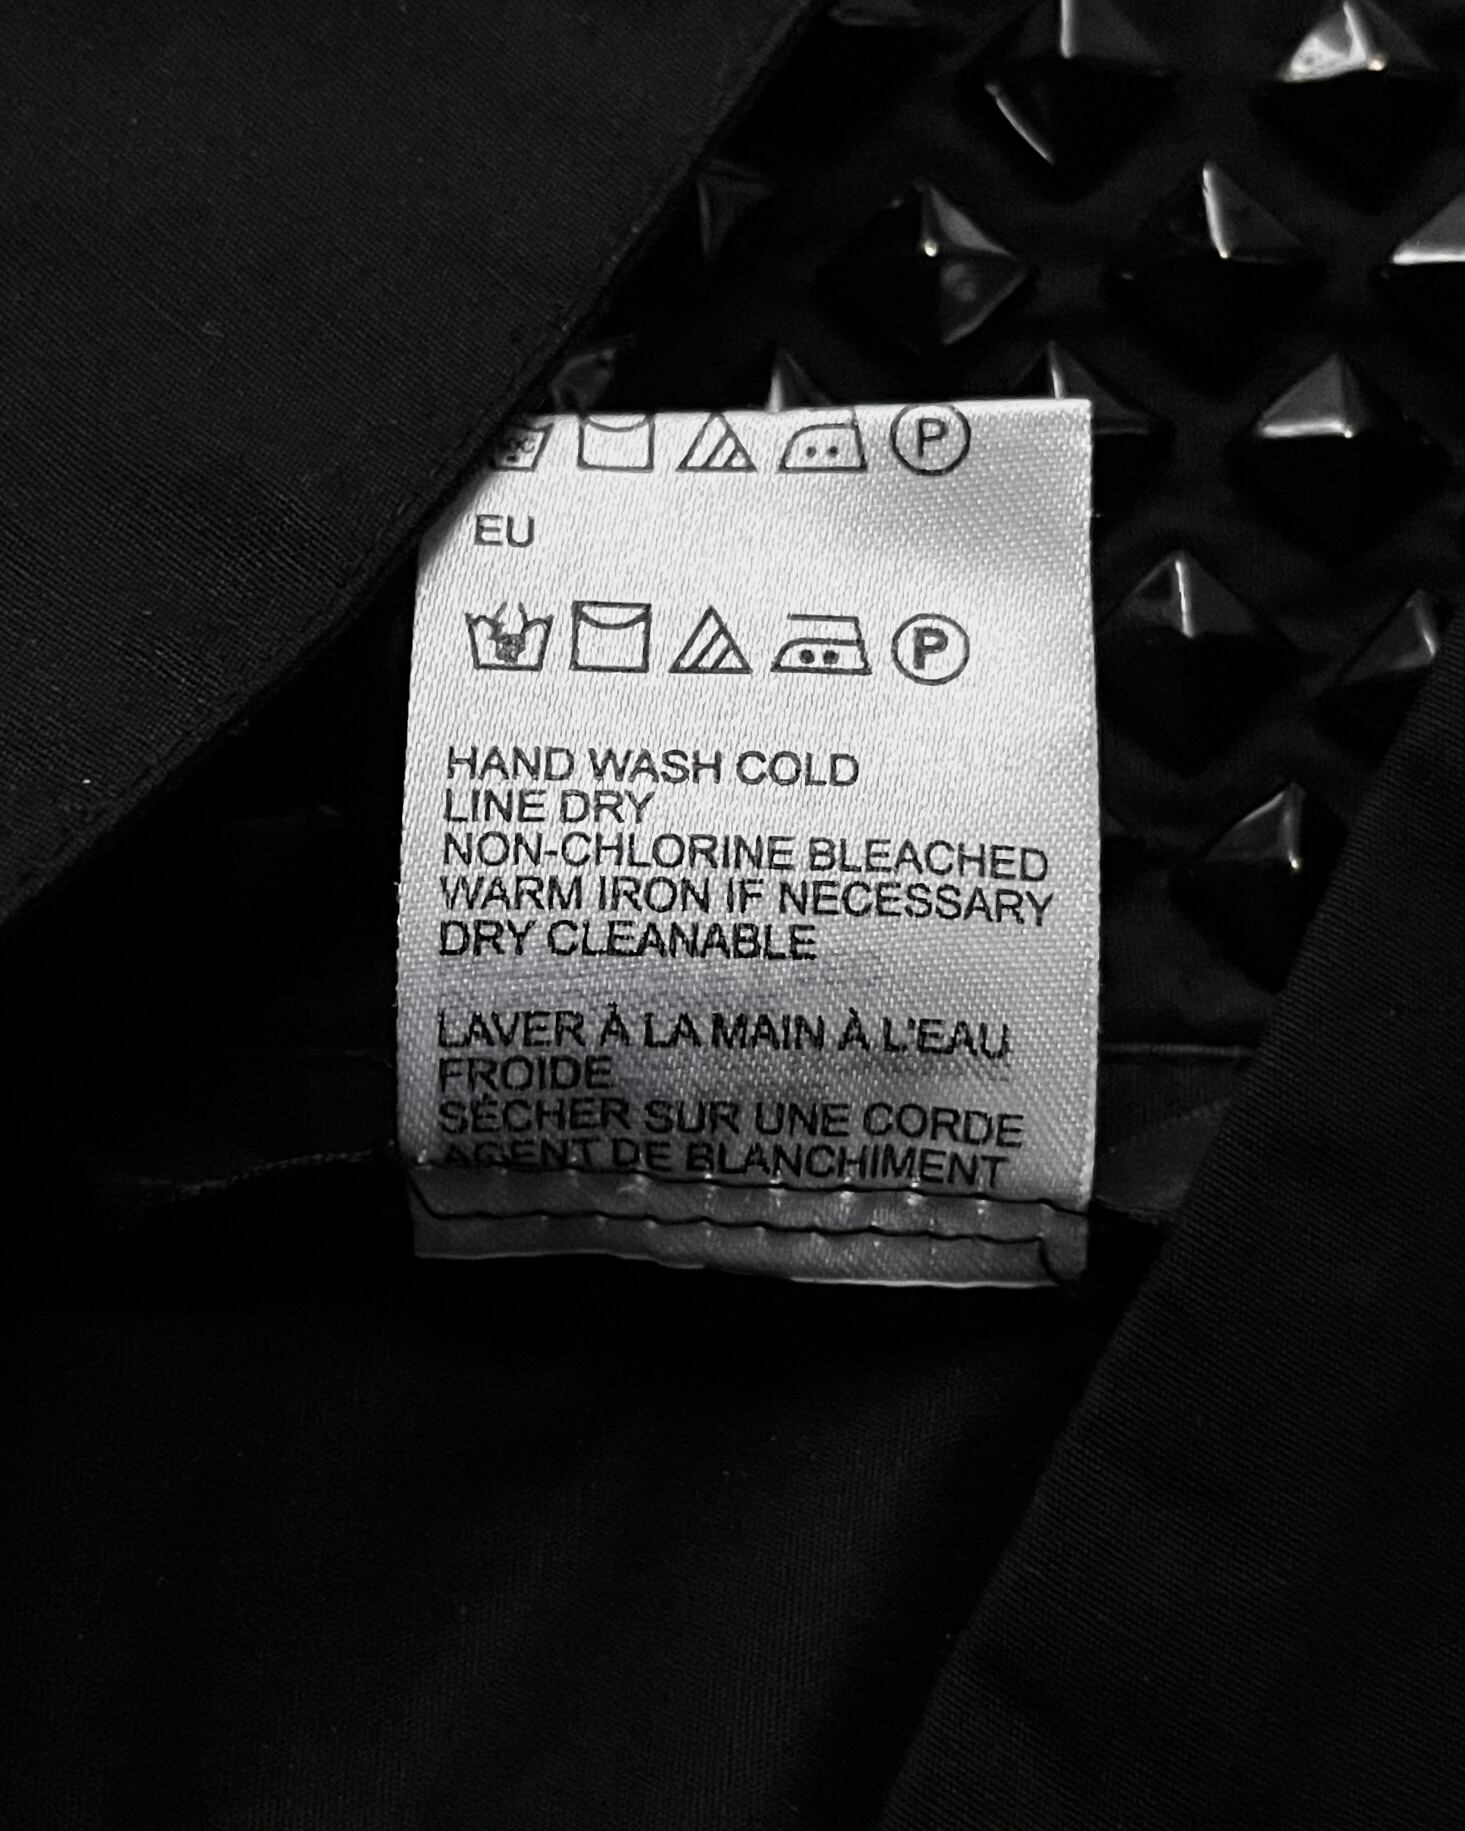 P
EU
P
HAND WASH COLD
LINE DRY
NON-CHLORINE BLEACHED
WARM IRON IF NECESSARY
DRY CLEANABLE
LAVER À LA MAIN À L'EAU
FROIDE
SÉCHER SUR UNE CORDE
AGENT DE BLANCHIMENT